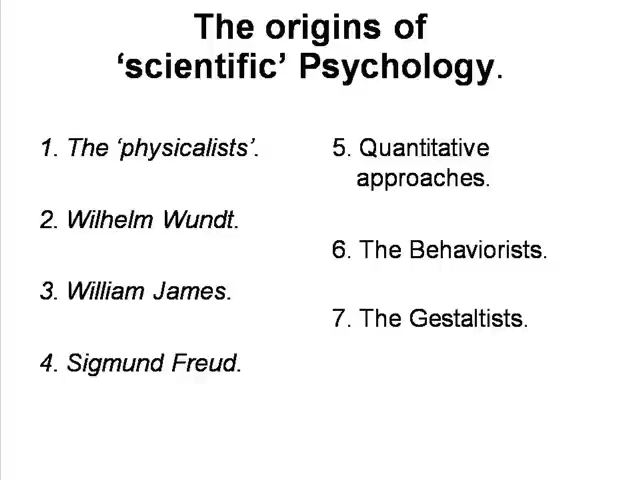 The origins of
‘scientific’ Psychology.
1. The ‘physicalists’.
2. Wilhelm Wundt.
3. William James.
4. Sigmund Freud.
5. Quantitative
approaches.
6. The Behaviorists.
7. The Gestaltists.